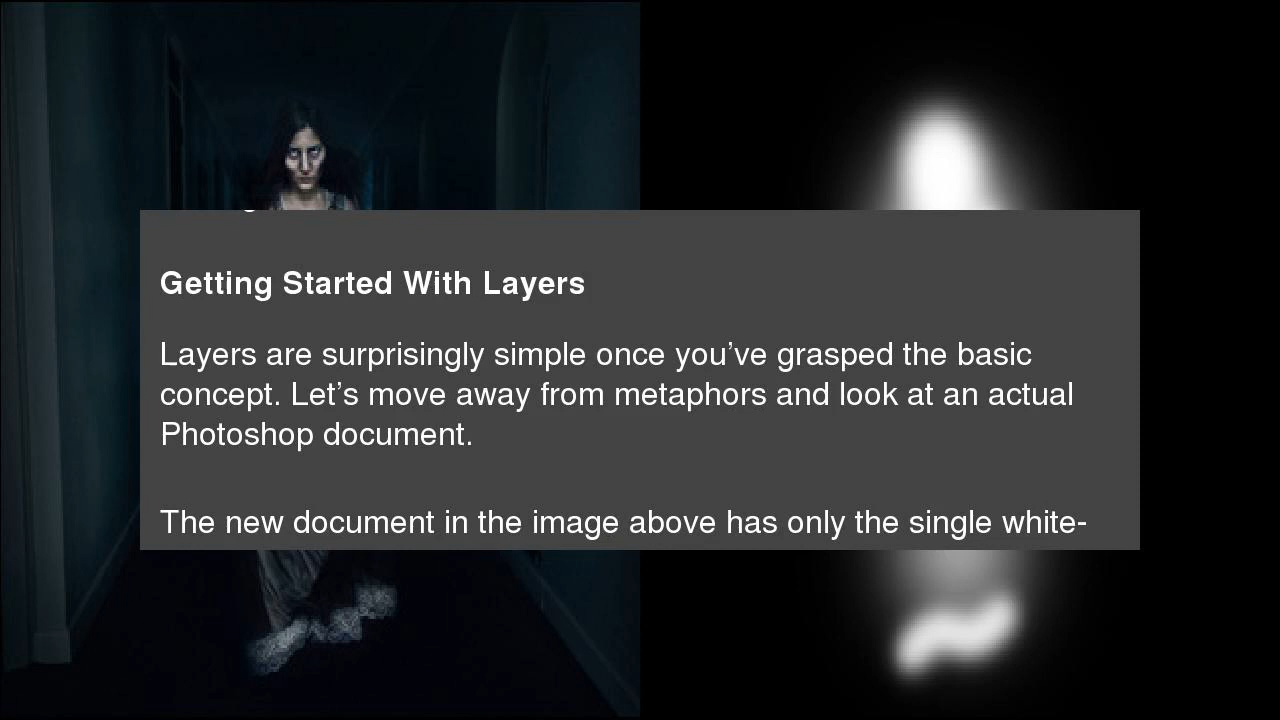 Getting Started With Layers
Layers are surprisingly simple once you’ve grasped the basic
concept. Let’s move away from metaphors and look at an actual
Photoshop document.
The new document in the image above has only the single white-